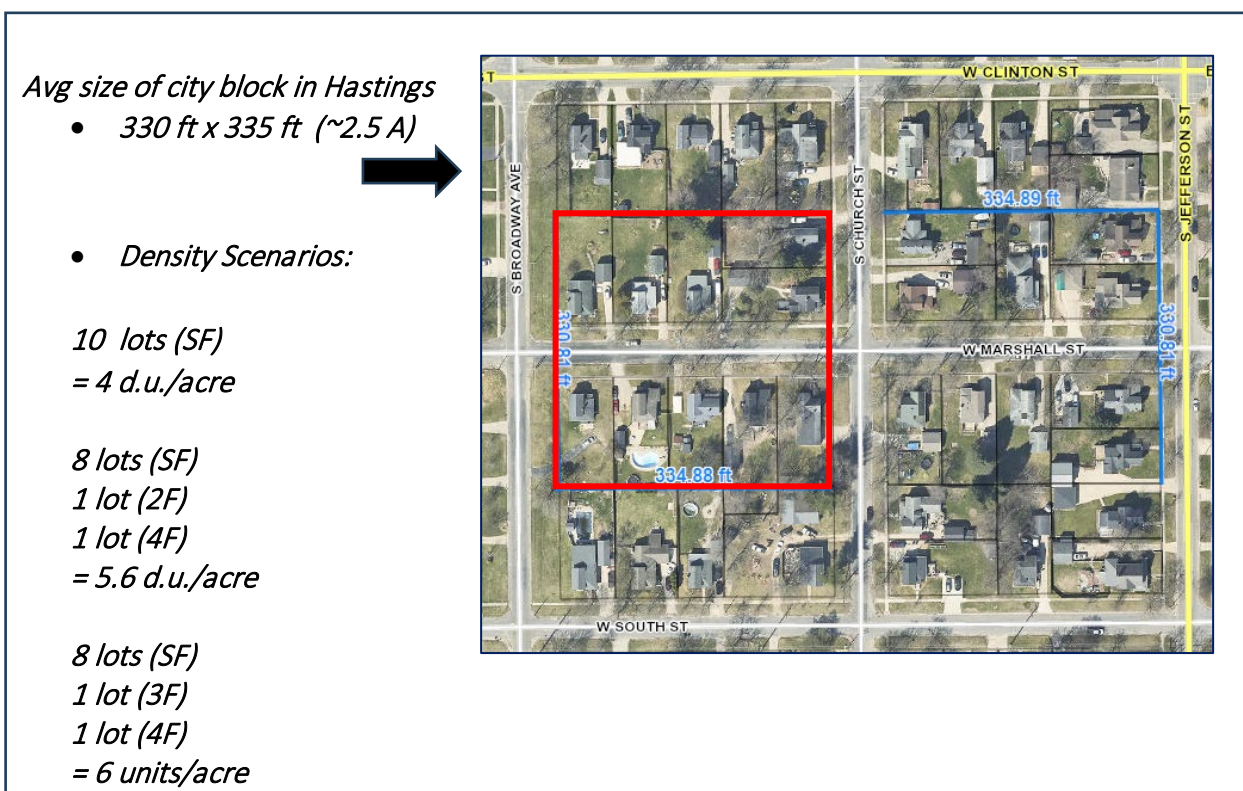 Avg size of city block in Hastings
• 330 ft x 335 ft (~2.5 A)
• Density Scenarios:
10 lots (SF)
= 4 d.u./acre
8 lots (SF)
1 lot (2F)
1 lot (4F)
= 5.6 d.u./acre
8 lots (SF)
1 lot (3F)
1 lot (4F)
= 6 units/acre
T
W CLINTON ST
E
S BROADWAY AVE
S CHURCH ST
S JEFFERSON ST
334.89 ft
330.81 ft
330.81 ft
W MARSHALL ST
334.88 ft
W SOUTH ST